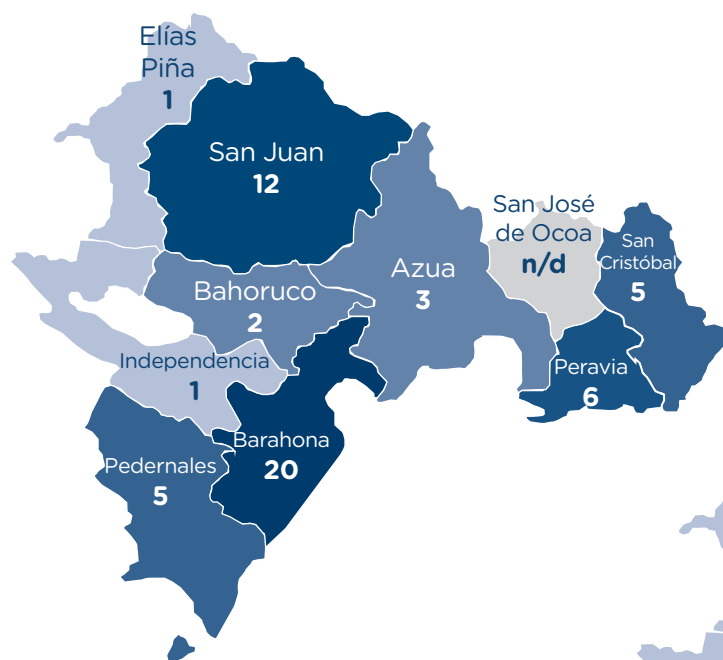 Elías
Piña
1
San Juan
12
San José
de Ocoa
n/d
San
Cristóbal
5
Azua
3
Bahoruco
2
Independencia
1
Peravia
6
Barahona
20
Pedernales
5